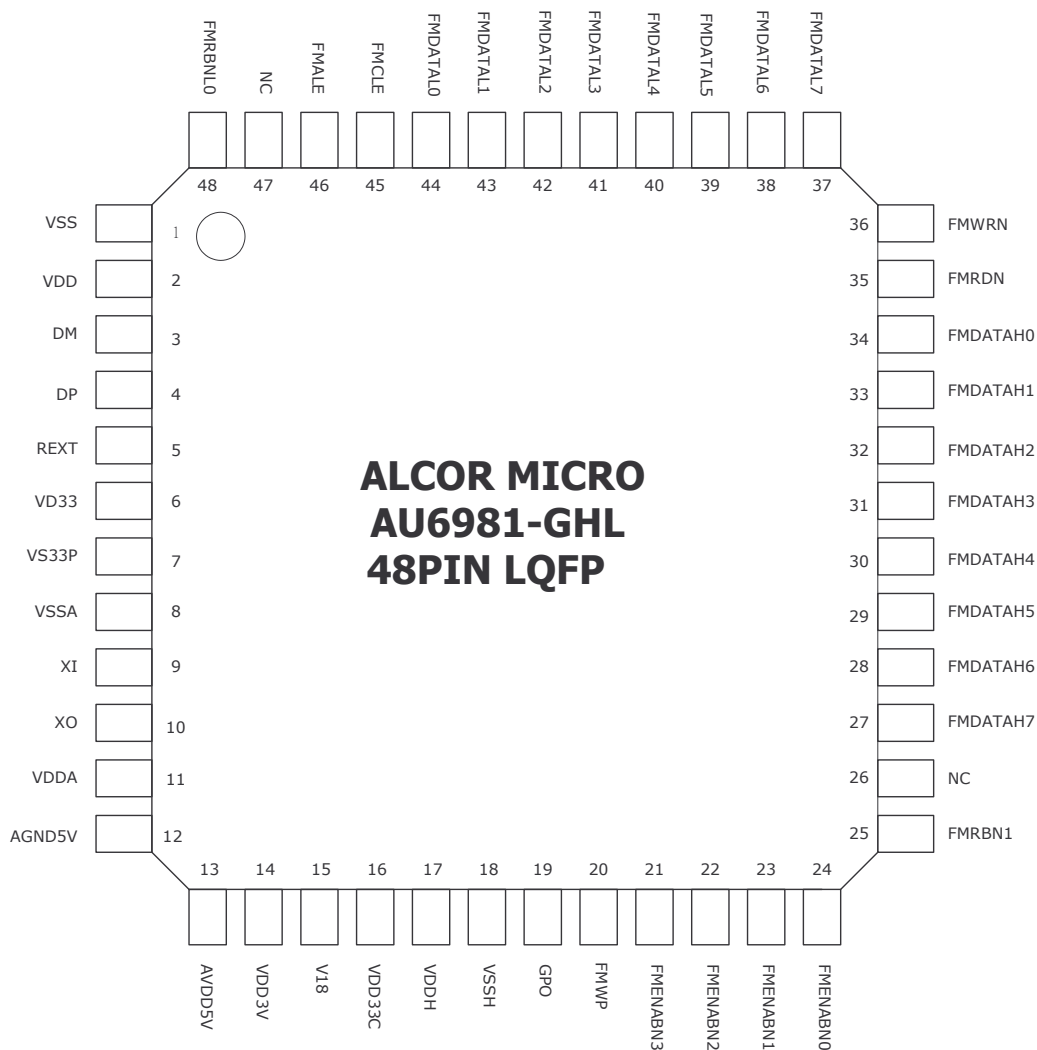 FMRBNL0
NC
FMALE
FMCLE
FMDATAL0
FMDATAL1
FMDATAL2
FMDATAL3
FMDATAL4
FMDATAL5
FMDATAL6
FMDATAL7
48 47 46 45 44 43 42 41 40 39 38 37
VSS 1
VDD 2
DM 3
DP 4
REXT 5
VD33 6
VS33P 7
VSSA 8
XI 9
XO 10
VDDA 11
AGND5V 12
ALCOR MICRO
AU6981-GHL
48PIN LQFP
36 FMWRN
35 FMRDN
34 FMDATAH0
33 FMDATAH1
32 FMDATAH2
31 FMDATAH3
30 FMDATAH4
29 FMDATAH5
28 FMDATAH6
27 FMDATAH7
26 NC
25 FMRBN1
13 14 15 16 17 18 19 20 21 22 23 24
AVDD5V
VDD3V
V18
VDD33C
VDDH
VSSH
GPO
FMWP
FMENABN3
FMENABN2
FMENABN1
FMENABN0